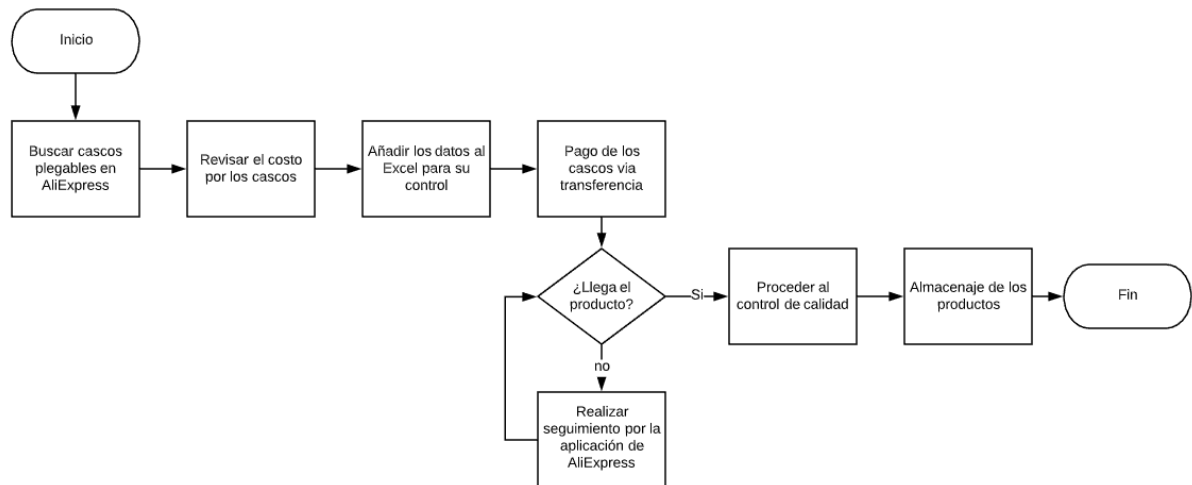 Inicio
Buscar cascos
plegables en
AliExpress
Revisar el costo
por los cascos
Añadir los datos al
Excel para su
control
Pago de los
cascos via
transferencia
¿Llega el
producto?
Si
Proceder al
control de calidad
Almacenaje de los
productos
Fin
no
Realizar
seguimiento por la
aplicación de
AliExpress